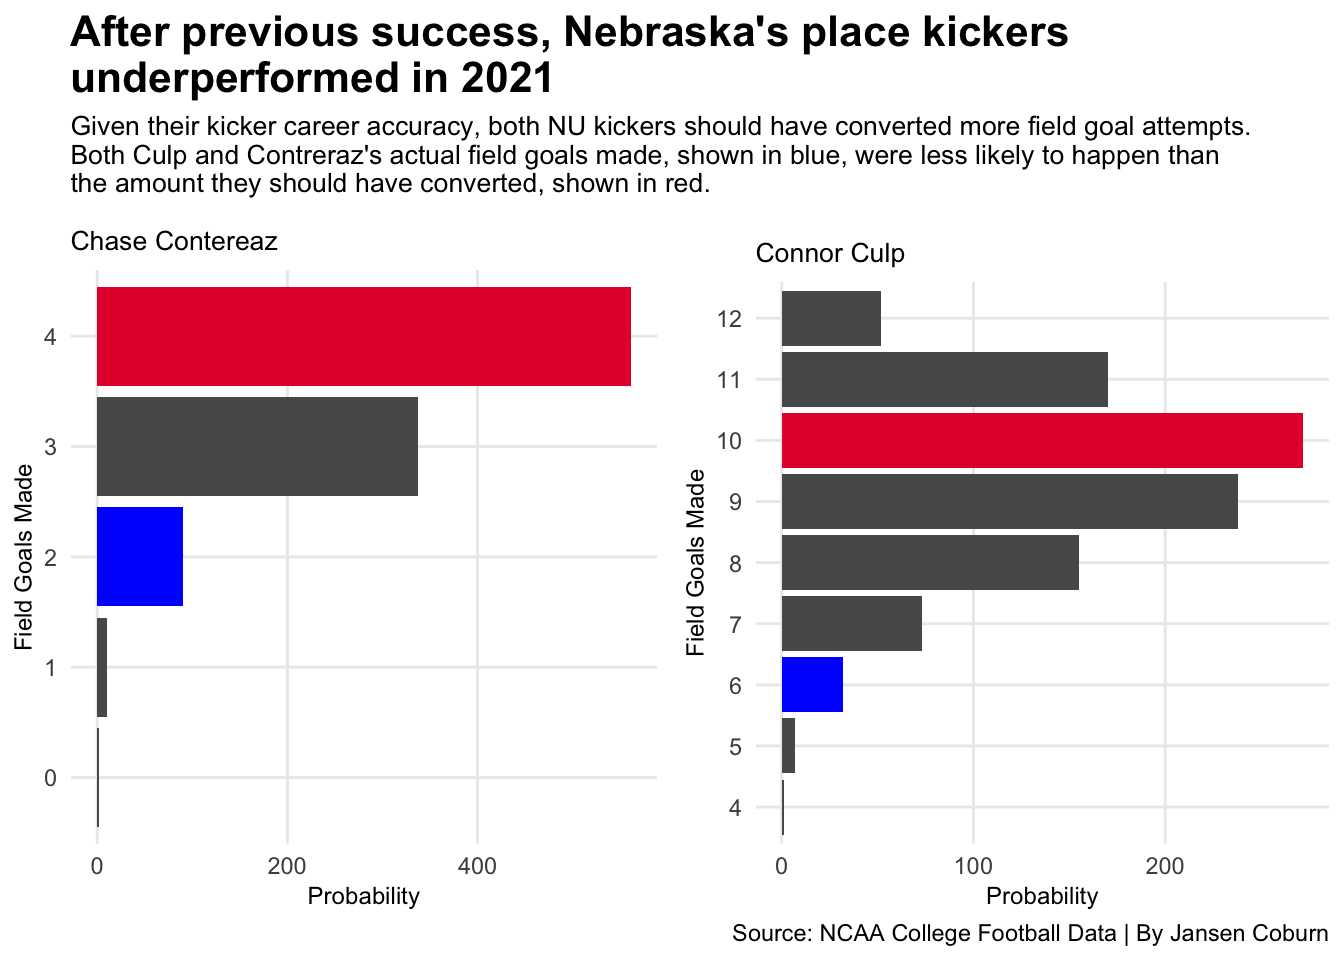 After previous success, Nebraska's place kickers
underperformed in 2021
Given their kicker career accuracy, both NU kickers should have converted more field goal attempts.
Both Culp and Contreraz's actual field goals made, shown in blue, were less likely to happen than
the amount they should have converted, shown in red.
Chase Contereaz
4
3
2
1
0
Field Goals Made
0 200 400
Probability
Connor Culp
12
11
10
9
8
7
6
5
4
Field Goals Made
0 100 200
Probability
Source: NCAA College Football Data | By Jansen Coburn